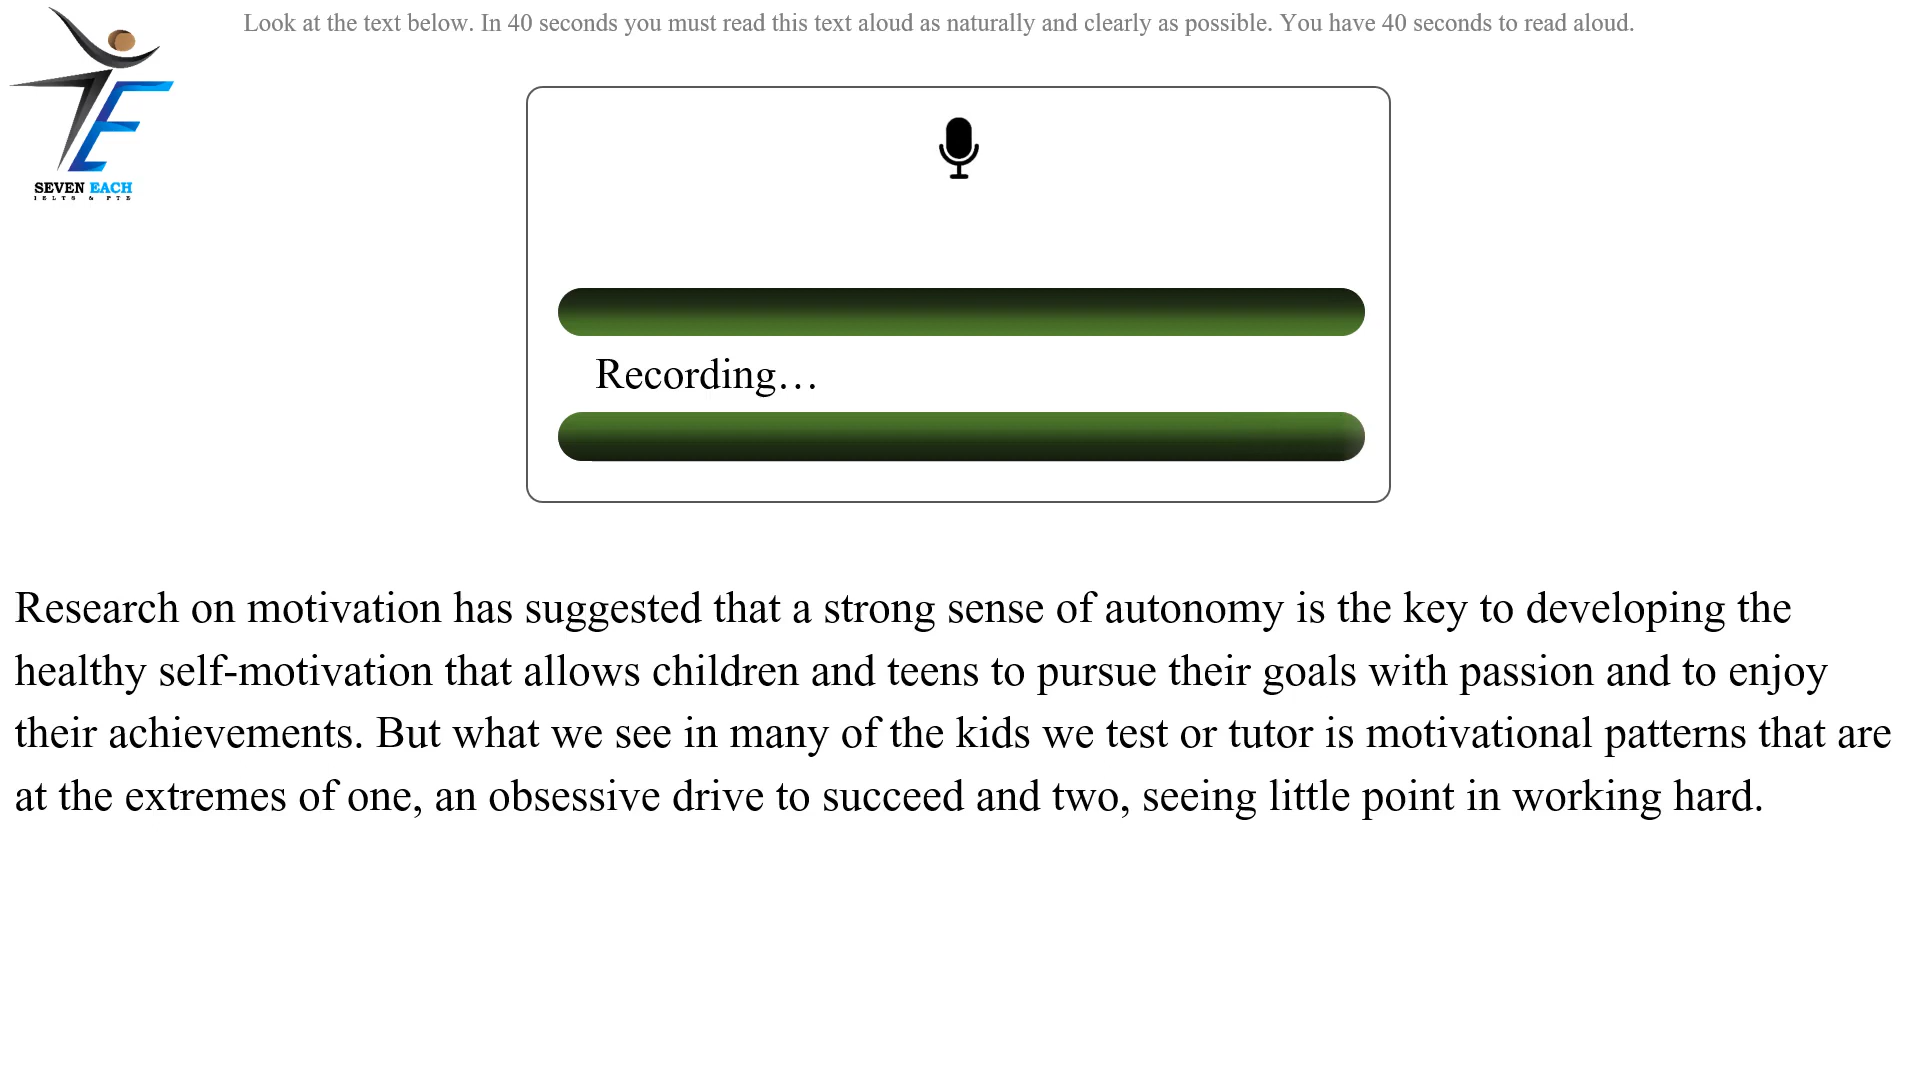 Look at the text below. In 40 seconds you must read this text aloud as naturally and clearly as possible. You have 40 seconds to read aloud.
SEVEN EACH
IELTS & PTE
Recording…
Research on motivation has suggested that a strong sense of autonomy is the key to developing the
healthy self-motivation that allows children and teens to pursue their goals with passion and to enjoy
their achievements. But what we see in many of the kids we test or tutor is motivational patterns that are
at the extremes of one, an obsessive drive to succeed and two, seeing little point in working hard.